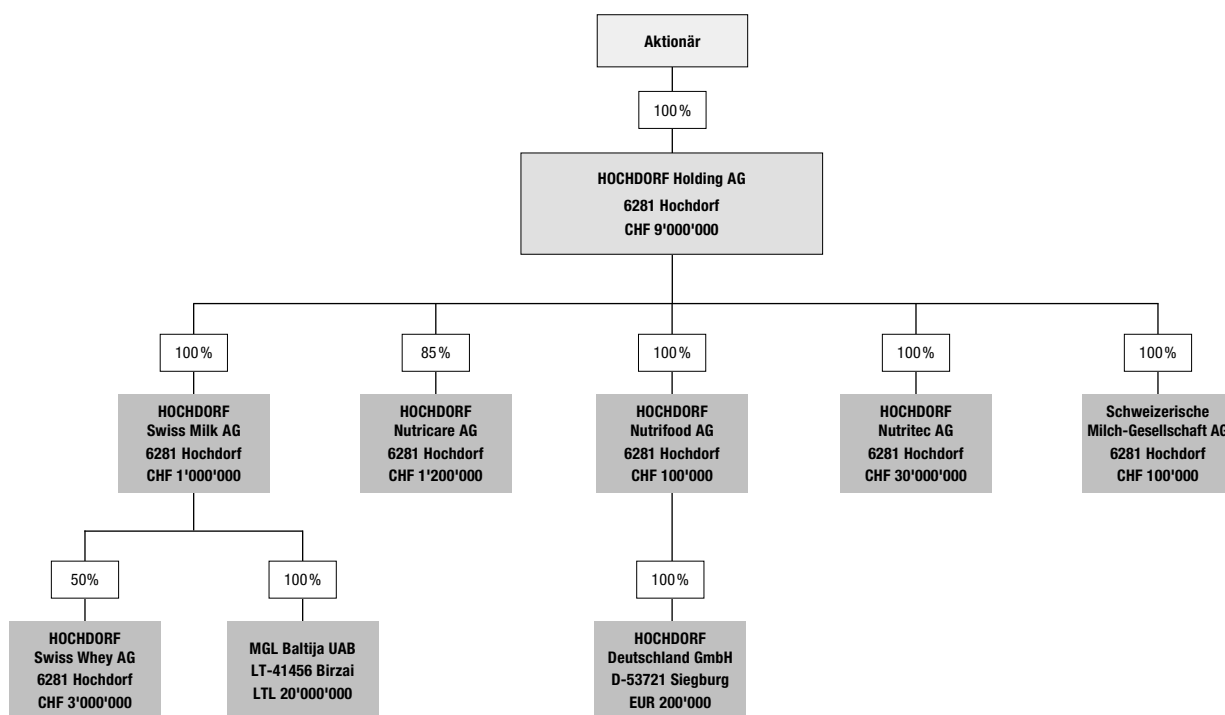 Aktionär
100%
HOCHDORF Holding AG
6281 Hochdorf
CHF 9'000'000
100%
85%
100%
100%
100%
HOCHDORF
Swiss Milk AG
6281 Hochdorf
CHF 1'000'000
HOCHDORF
Nutricare AG
6281 Hochdorf
CHF 1'200'000
HOCHDORF
Nutrifood AG
6281 Hochdorf
CHF 100'000
HOCHDORF
Nutritec AG
6281 Hochdorf
CHF 30'000'000
Schweizerische
Milch-Gesellschaft AG
6281 Hochdorf
CHF 100'000
50%
100%
100%
HOCHDORF
Swiss Whey AG
6281 Hochdorf
CHF 3'000'000
MGL Baltija UAB
LT-41456 Birzai
LTL 20'000'000
HOCHDORF
Deutschland GmbH
D-53721 Siegburg
EUR 200'000